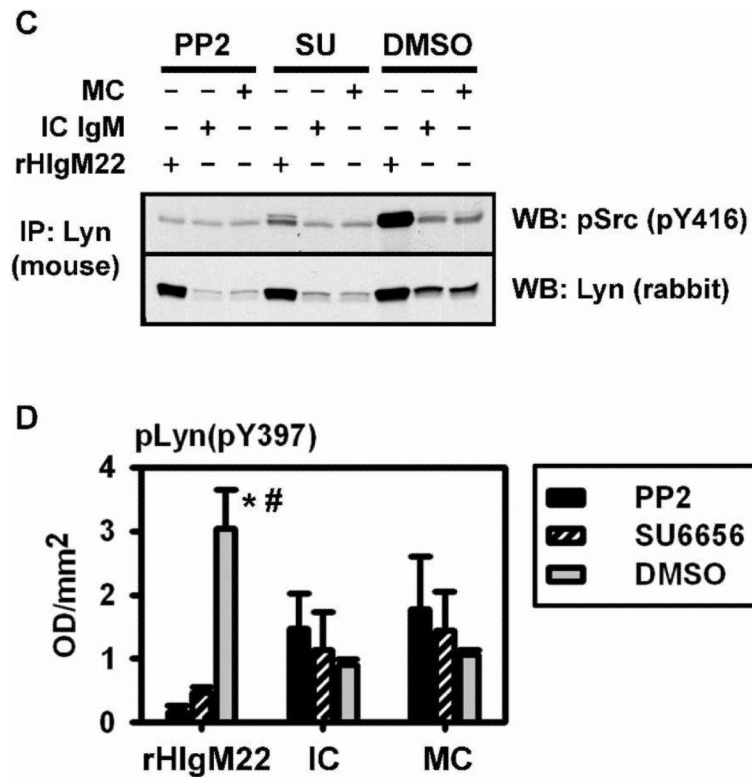 C
PP2 SU DMSO
MC – – + – – + – – +
IC IgM – + – – + – – + –
rHIgM22 + – – + – – + – –
IP: Lyn
(mouse)
WB: pSrc (pY416)
WB: Lyn (rabbit)
D
pLyn(pY397)
OD/mm2
4
3
2
1
0
* #
rHIgM22 IC MC
PP2
SU6656
DMSO